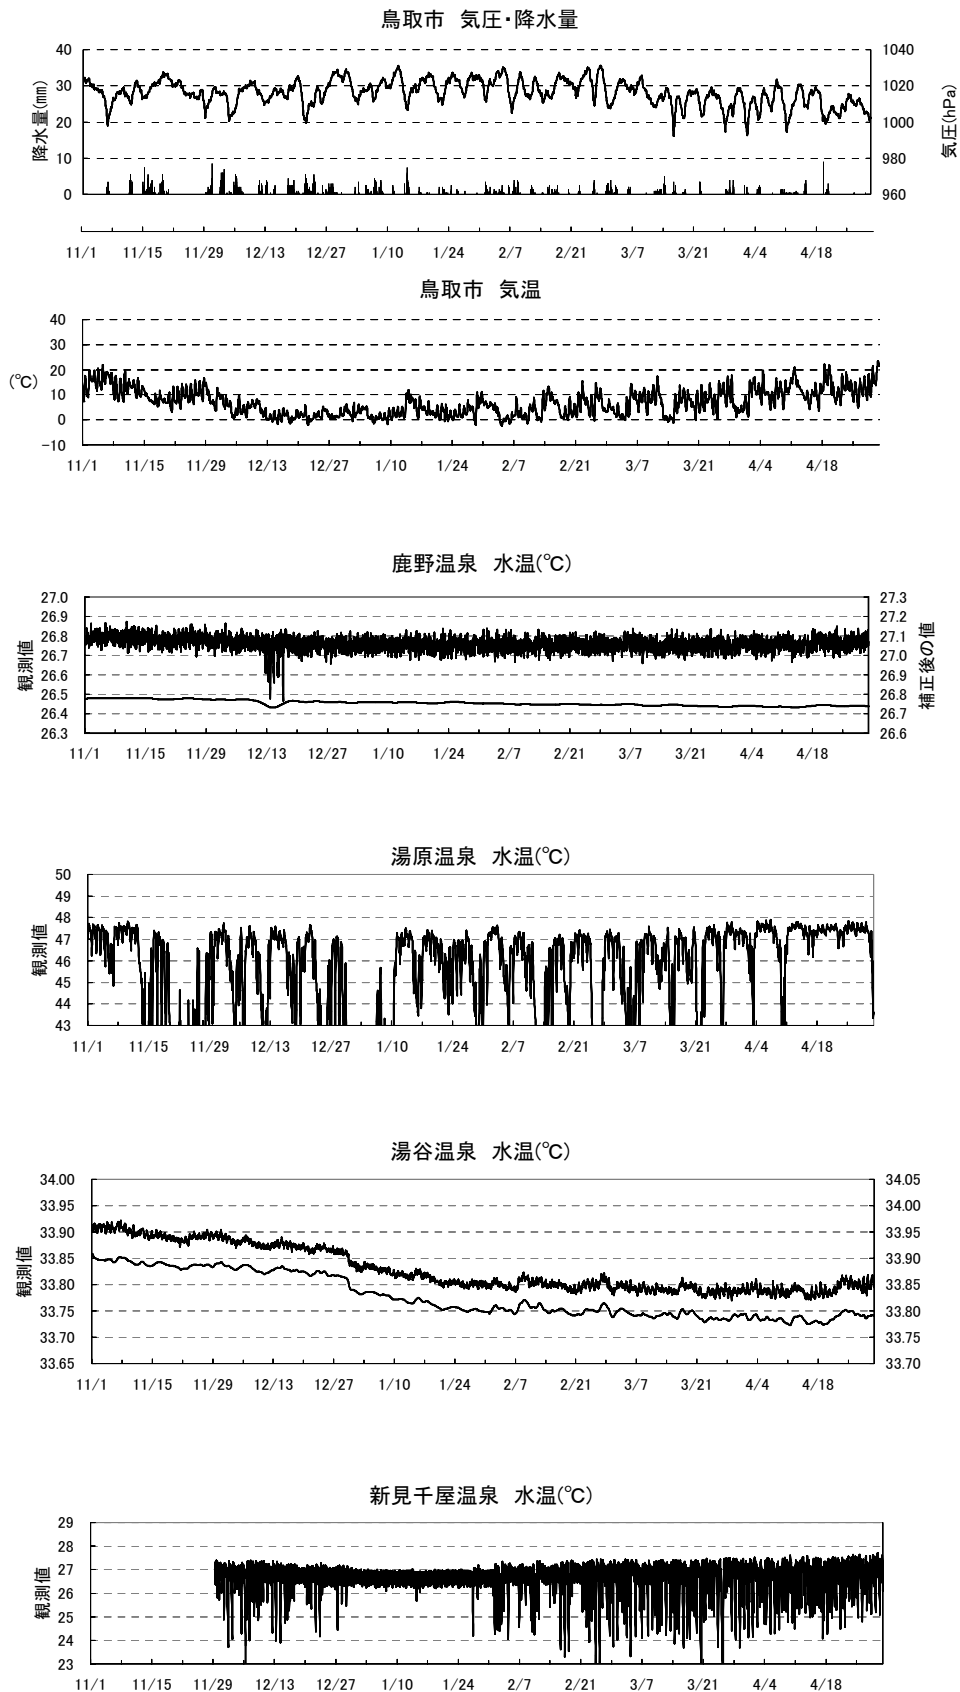 鳥取市 気圧・降水量
降水量(mm)
気圧(hPa)
40 1040
30 1020
20 1000
10 980
0 960
11/1 11/15 11/29 12/13 12/27 1/10 1/24 2/7 2/21 3/7 3/21 4/4 4/18
鳥取市 気温
(℃)
40
30
20
10
0
-10
11/1 11/15 11/29 12/13 12/27 1/10 1/24 2/7 2/21 3/7 3/21 4/4 4/18
鹿野温泉 水温(℃)
観測値
補正後の値
27.0 27.3
26.9 27.2
26.8 27.1
26.7 27.0
26.6 26.9
26.5 26.8
26.4 26.7
26.3 26.6
11/1 11/15 11/29 12/13 12/27 1/10 1/24 2/7 2/21 3/7 3/21 4/4 4/18
湯原温泉 水温(℃)
観測値
50
49
48
47
46
45
44
43
11/1 11/15 11/29 12/13 12/27 1/10 1/24 2/7 2/21 3/7 3/21 4/4 4/18
湯谷温泉 水温(℃)
観測値
34.00 34.05
33.95 34.00
33.90 33.95
33.85 33.90
33.80 33.85
33.75 33.80
33.70 33.75
33.65 33.70
11/1 11/15 11/29 12/13 12/27 1/10 1/24 2/7 2/21 3/7 3/21 4/4 4/18
新見千屋温泉 水温(℃)
観測値
29
28
27
26
25
24
23
11/1 11/15 11/29 12/13 12/27 1/10 1/24 2/7 2/21 3/7 3/21 4/4 4/18